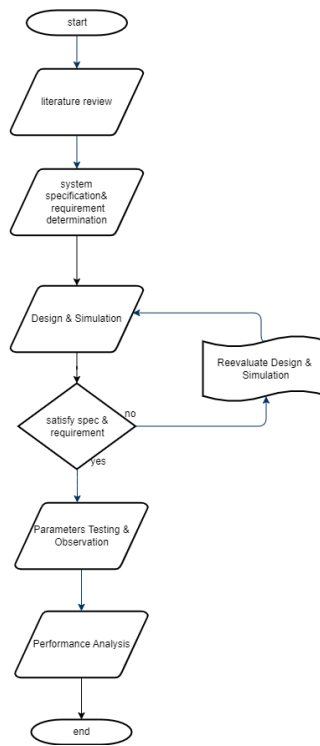 start
literature review
system
specification&
requirement
determination
Design & Simulation
Reevaluate Design &
Simulation
satisfy spec &
requirement
no
yes
Parameters Testing &
Observation
Performance Analysis
end